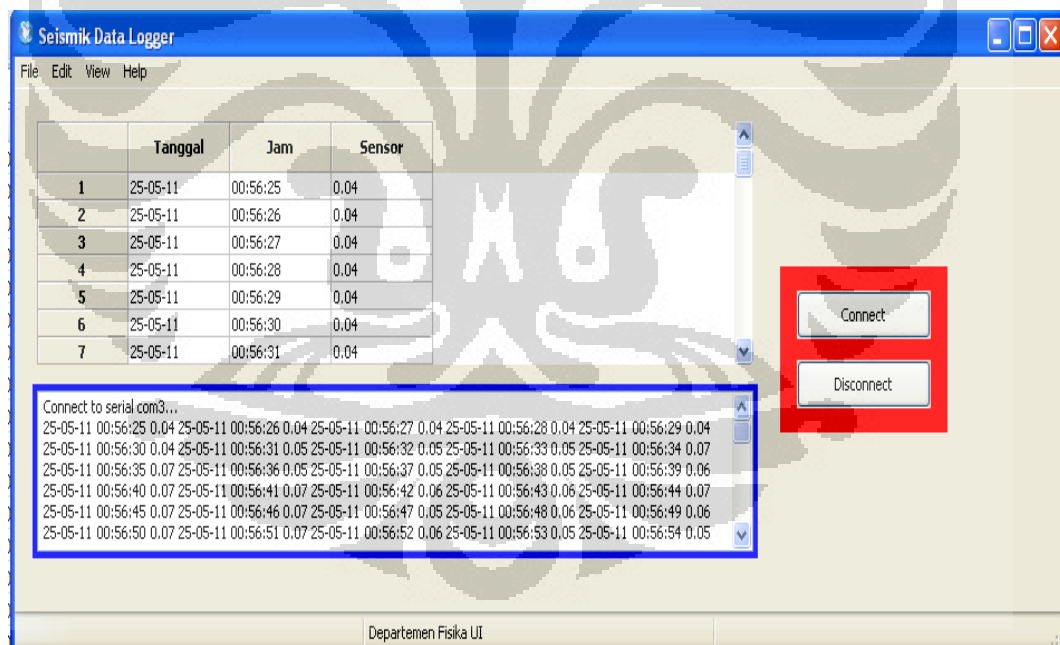 Seismik Data Logger
File Edit View Help
Tanggal Jam Sensor
1 25-05-11 00:56:25 0.04
2 25-05-11 00:56:26 0.04
3 25-05-11 00:56:27 0.04
4 25-05-11 00:56:28 0.04
5 25-05-11 00:56:29 0.04
6 25-05-11 00:56:30 0.04
7 25-05-11 00:56:31 0.04
Connect
Disconnect
Connect to serial com3...
25-05-11 00:56:25 0.04 25-05-11 00:56:26 0.04 25-05-11 00:56:27 0.04 25-05-11 00:56:28 0.04 25-05-11 00:56:29 0.04
25-05-11 00:56:30 0.04 25-05-11 00:56:31 0.05 25-05-11 00:56:32 0.05 25-05-11 00:56:33 0.05 25-05-11 00:56:34 0.07
25-05-11 00:56:35 0.07 25-05-11 00:56:36 0.05 25-05-11 00:56:37 0.05 25-05-11 00:56:38 0.05 25-05-11 00:56:39 0.06
25-05-11 00:56:40 0.07 25-05-11 00:56:41 0.07 25-05-11 00:56:42 0.06 25-05-11 00:56:43 0.06 25-05-11 00:56:44 0.07
25-05-11 00:56:45 0.07 25-05-11 00:56:46 0.07 25-05-11 00:56:47 0.05 25-05-11 00:56:48 0.06 25-05-11 00:56:49 0.06
25-05-11 00:56:50 0.07 25-05-11 00:56:51 0.07 25-05-11 00:56:52 0.06 25-05-11 00:56:53 0.05 25-05-11 00:56:54 0.05
Departemen Fisika UI